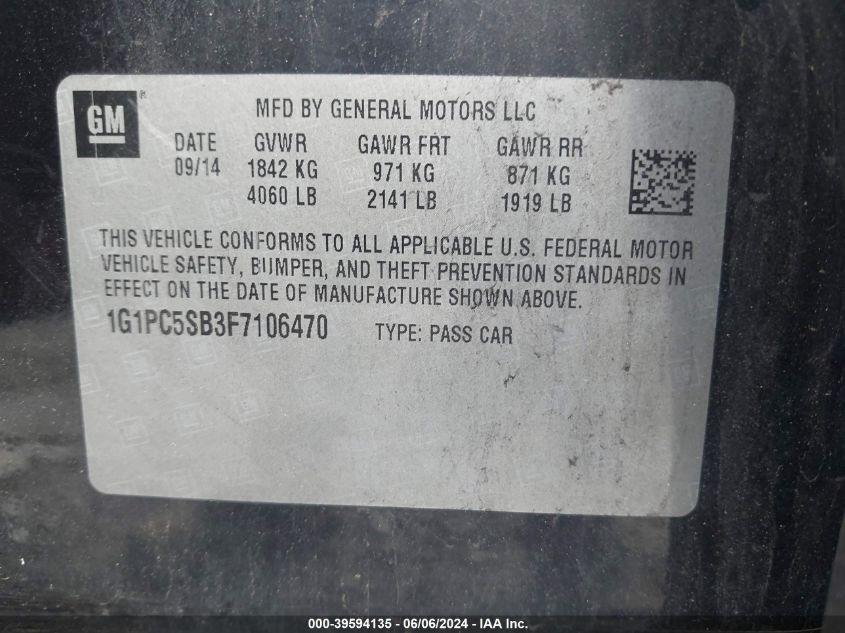 GM ®
MFD BY GENERAL MOTORS LLC
DATE GVWR GAWR FRT GAWR RR
09/14 1842 KG 971 KG 871 KG
4060 LB 2141 LB 1919 LB
THIS VEHICLE CONFORMS TO ALL APPLICABLE U.S. FEDERAL MOTOR
VEHICLE SAFETY, BUMPER, AND THEFT PREVENTION STANDARDS IN
EFFECT ON THE DATE OF MANUFACTURE SHOWN ABOVE.
1G1PC5SB3F7106470 TYPE: PASS CAR
000-39594135 - 06/06/2024 - IAA Inc.